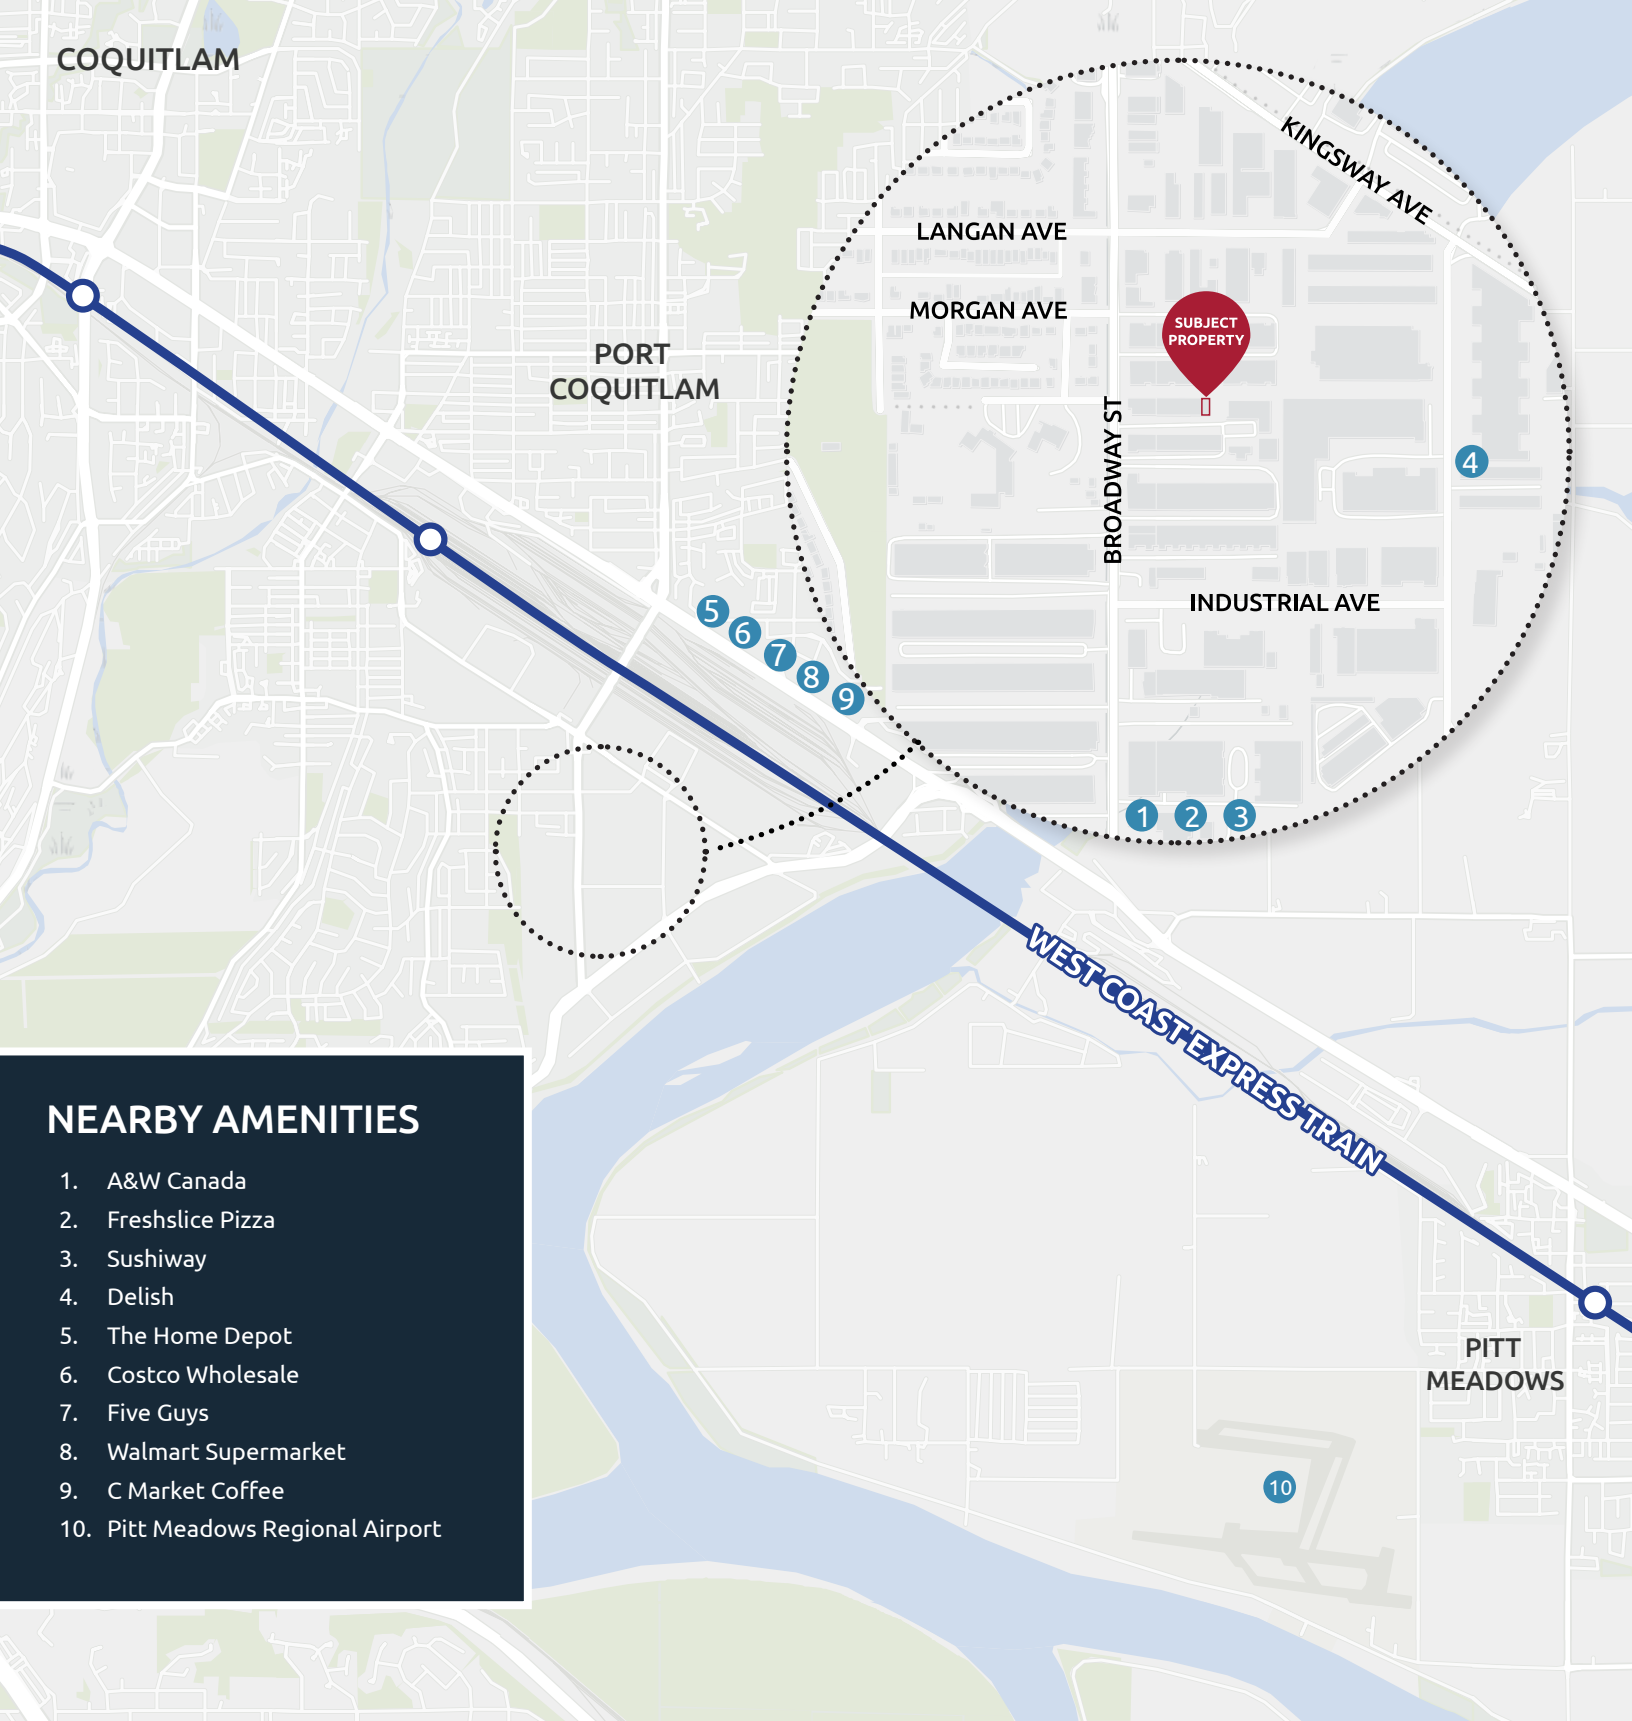 COQUITLAM
KINGSWAY AVE
LANGAN AVE
MORGAN AVE
SUBJECT
PROPERTY
PORT
COQUITLAM
BROADWAY ST
4
INDUSTRIAL AVE
5
6
7
8
9
1
2
3
WEST COAST EXPRESS TRAIN
NEARBY AMENITIES
1. A&W Canada
2. Freshslice Pizza
3. Sushiway
4. Delish
5. The Home Depot
6. Costco Wholesale
7. Five Guys
8. Walmart Supermarket
9. C Market Coffee
10. Pitt Meadows Regional Airport
PITT
MEADOWS
10